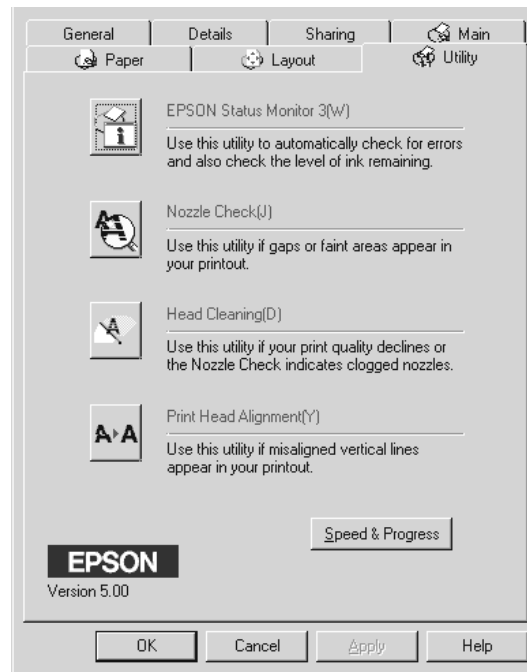 General Details Sharing Main
Paper Layout Utility
EPSON Status Monitor 3(W)
Use this utility to automatically check for errors
and also check the level of ink remaining.
Nozzle Check(J)
Use this utility if gaps or faint areas appear in
your printout.
Head Cleaning(D)
Use this utility if your print quality declines or
the Nozzle Check indicates clogged nozzles.
Print Head Alignment(Y)
Use this utility if misaligned vertical lines
appear in your printout.
Speed & Progress
EPSON
Version 5.00
OK Cancel Apply Help